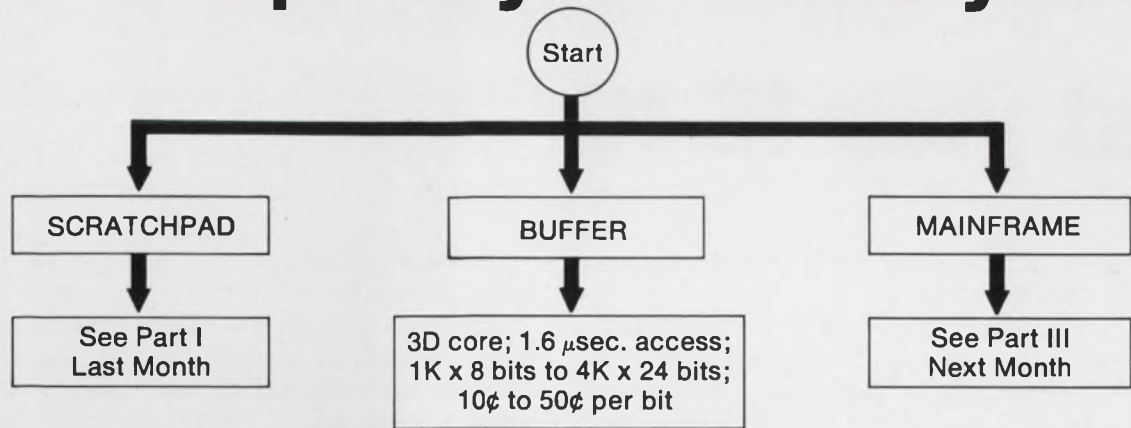 Start
SCRATCHPAD
BUFFER
MAINFRAME
See Part I
Last Month
3D core; 1.6 μsec. access;
1K x 8 bits to 4K x 24 bits;
10¢ to 50¢ per bit
See Part III
Next Month